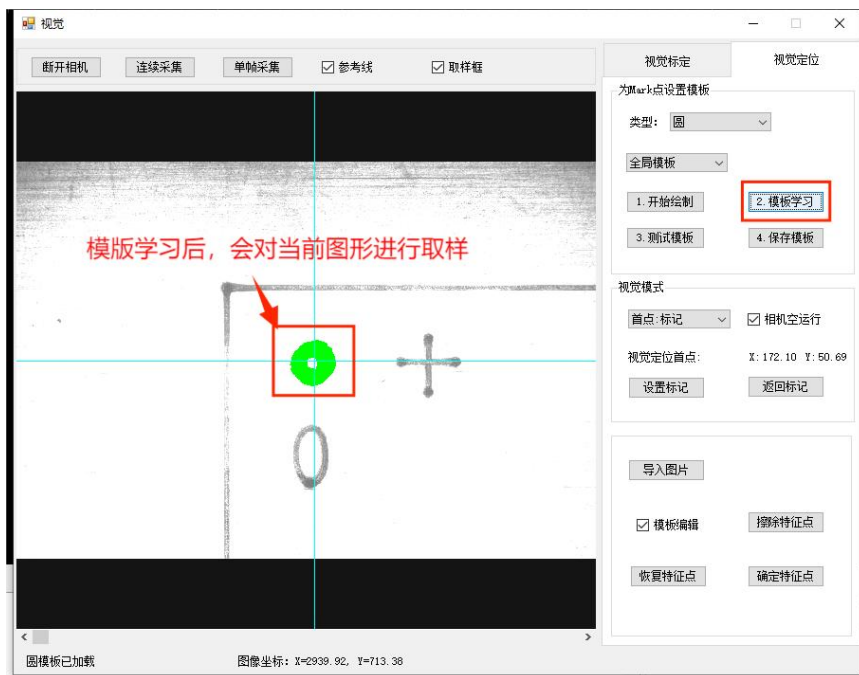 视觉
断开相机 连续采集 单帧采集 参考线 取样框
视觉标定 视觉定位
为Mark点设置模板
类型: 圆
全局模板
1.开始绘制 2.模板学习
3.测试模板 4.保存模板
模版学习后，会对当前图形进行取样
视觉模式
首点:标记 相机空运行
视觉定位首点: X:172.10 Y:50.69
设置标记 返回标记
导入图片
模板编辑 擦除特征点
恢复特征点 确定特征点
圆模板已加载 图像坐标: X=2939.92, Y=713.38